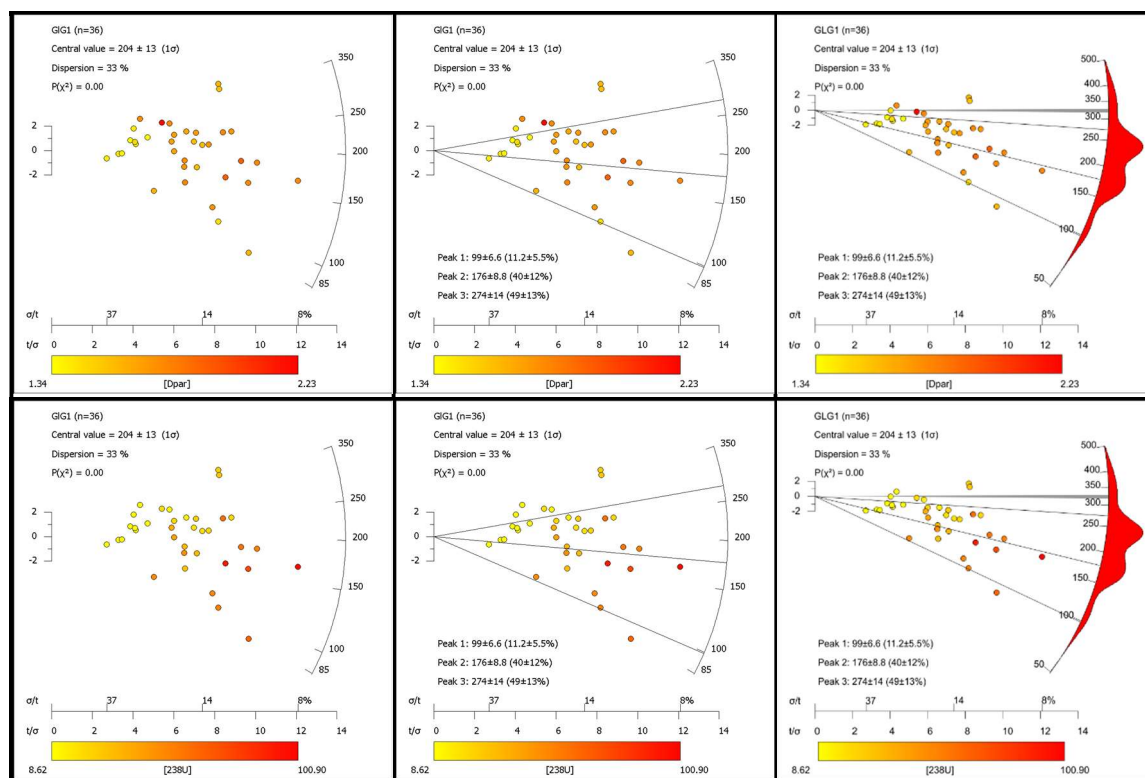 GIG1 (n=36)
Central value = 204 ± 13 (1σ)
Dispersion = 33 %
P(χ²) = 0.00
350
250
200
150
100
85
2
0
-2
σ/t 37 14 8%
t/σ 0 2 4 6 8 10 12 14
1.34 [Dpar] 2.23
GIG1 (n=36)
Central value = 204 ± 13 (1σ)
Dispersion = 33 %
P(χ²) = 0.00
350
250
200
150
100
85
2
0
-2
Peak 1: 99±6.6 (11.2±5.5%)
Peak 2: 176±8.8 (40±12%)
Peak 3: 274±14 (49±13%)
σ/t 37 14 8%
t/σ 0 2 4 6 8 10 12 14
1.34 [Dpar] 2.23
GLG1 (n=36)
Central value = 204 ± 13 (1σ)
Dispersion = 33 %
P(χ²) = 0.00
500
400
350
300
250
200
150
100
50
2
0
-2
Peak 1: 99±6.6 (11.2±5.5%)
Peak 2: 176±8.8 (40±12%)
Peak 3: 274±14 (49±13%)
σ/t 37 14 8%
t/σ 0 2 4 6 8 10 12 14
1.34 [Dpar] 2.23
GIG1 (n=36)
Central value = 204 ± 13 (1σ)
Dispersion = 33 %
P(χ²) = 0.00
350
250
200
150
100
85
2
0
-2
σ/t 37 14 8%
t/σ 0 2 4 6 8 10 12 14
8.62 [238U] 100.90
GIG1 (n=36)
Central value = 204 ± 13 (1σ)
Dispersion = 33 %
P(χ²) = 0.00
350
250
200
150
100
85
2
0
-2
Peak 1: 99±6.6 (11.2±5.5%)
Peak 2: 176±8.8 (40±12%)
Peak 3: 274±14 (49±13%)
σ/t 37 14 8%
t/σ 0 2 4 6 8 10 12 14
8.62 [238U] 100.90
GLG1 (n=36)
Central value = 204 ± 13 (1σ)
Dispersion = 33 %
P(χ²) = 0.00
500
400
350
300
250
200
150
100
50
2
0
-2
Peak 1: 99±6.6 (11.2±5.5%)
Peak 2: 176±8.8 (40±12%)
Peak 3: 274±14 (49±13%)
σ/t 37 14 8%
t/σ 0 2 4 6 8 10 12 14
8.62 [238U] 100.90